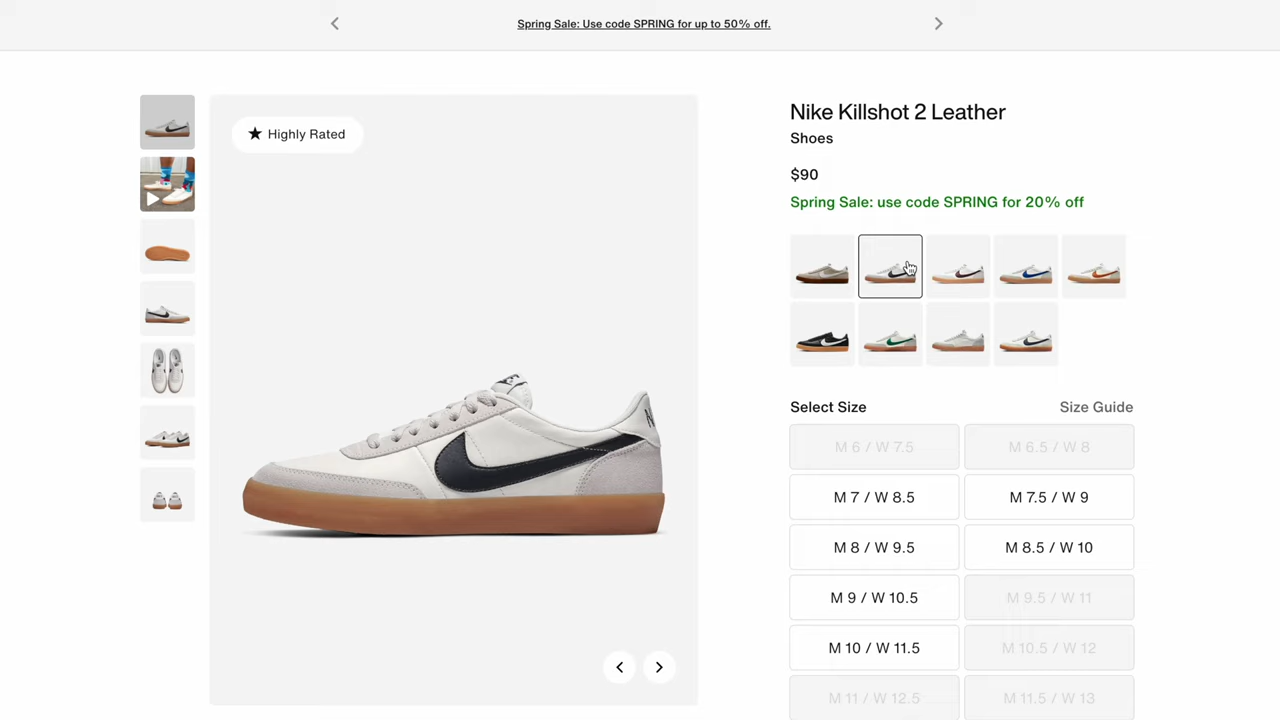 Spring Sale: Use code SPRING for up to 50% off.
★ Highly Rated
Nike Killshot 2 Leather
Shoes
$90
Spring Sale: use code SPRING for 20% off
Select Size
Size Guide
M 6 / W 7.5
M 6.5 / W 8
M 7 / W 8.5
M 7.5 / W 9
M 8 / W 9.5
M 8.5 / W 10
M 9 / W 10.5
M 9.5 / W 11
M 10 / W 11.5
M 10.5 / W 12
M 11 / W 12.5
M 11.5 / W 13